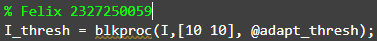 % Felix 2327250059
I_thresh = blkproc(I,[10 10], @adapt_thresh);